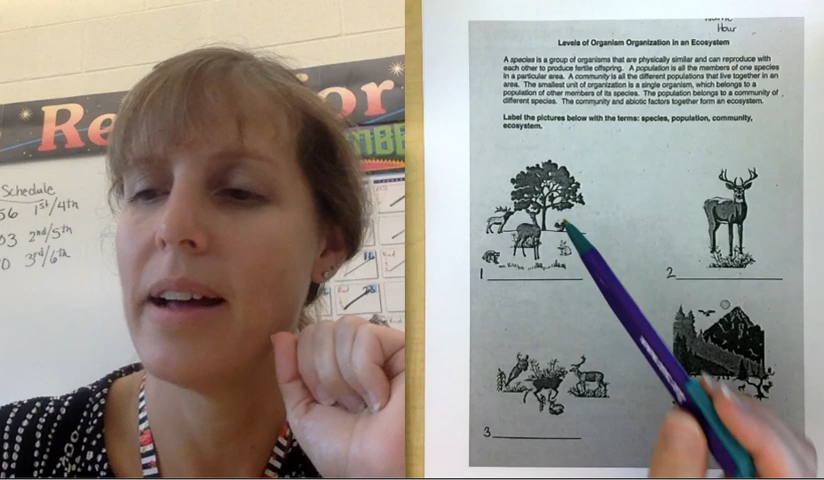 Schedule
56 1st/4th
03 2nd/5th
0 3rd/6th
Name
Hour
Levels of Organism Organization in an Ecosystem
A species is a group of organisms that are physically similar and can reproduce with
each other to produce fertile offspring. A population is all the members of one species
in a particular area. A community is all the different populations that live together in an
area. The smallest unit of organization is a single organism, which belongs to a
population of other members of its species. The population belongs to a community of
different species. The community and abiotic factors together form an ecosystem.
Label the pictures below with the terms: species, population, community,
ecosystem.
1
2
3